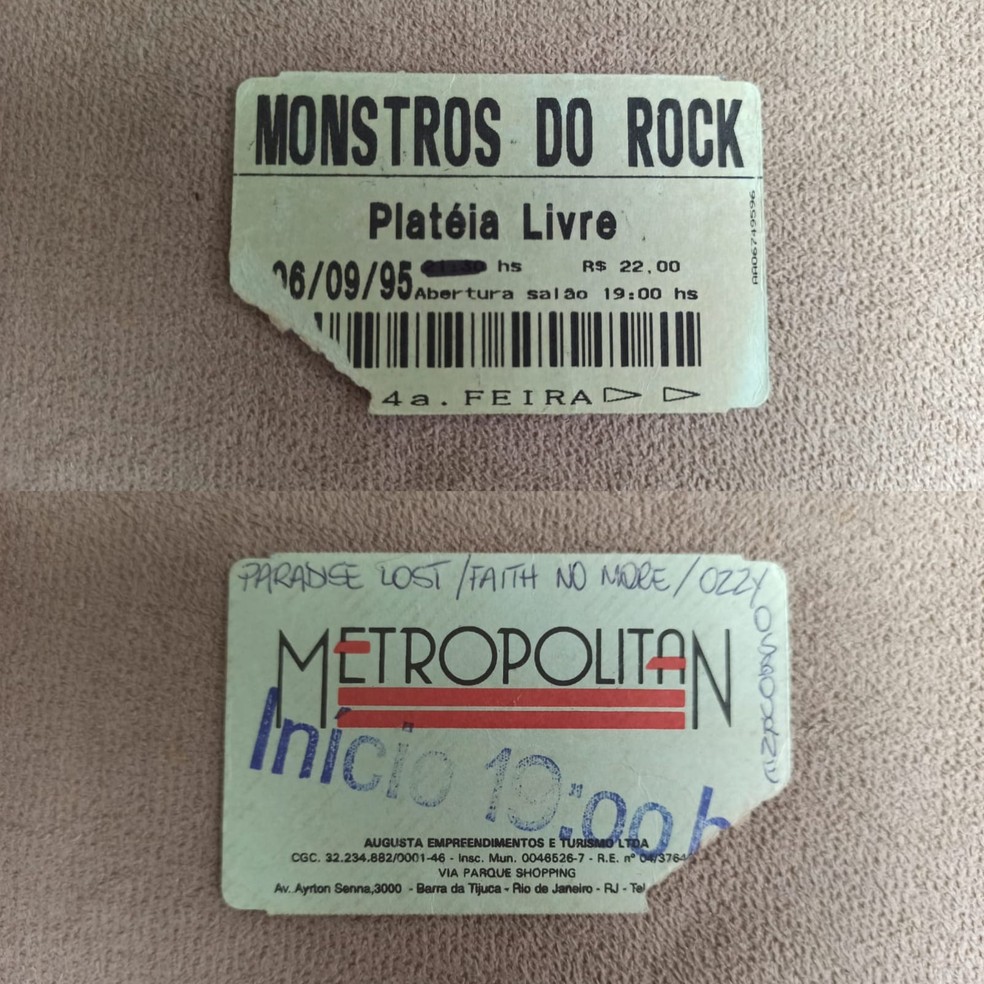 MONSTROS DO ROCK
Platéia Livre
06/09/95 hs R$ 22,00
Abertura salão 19:00 hs
AA06749596
4a. FEIRA
PARADISE LOST / FAITH NO MORE / OZZY
OSBOURNE
METROPOLITAN
Início 19:00 h
AUGUSTA EMPREENDIMENTOS E TURISMO LTDA
CGC. 32.234.882/0001-46 - Insc. Mun. 0046526-7 - R.E. nº 04/3764
VIA PARQUE SHOPPING
Av. Ayrton Senna,3000 - Barra da Tijuca - Rio de Janeiro - RJ - Tel